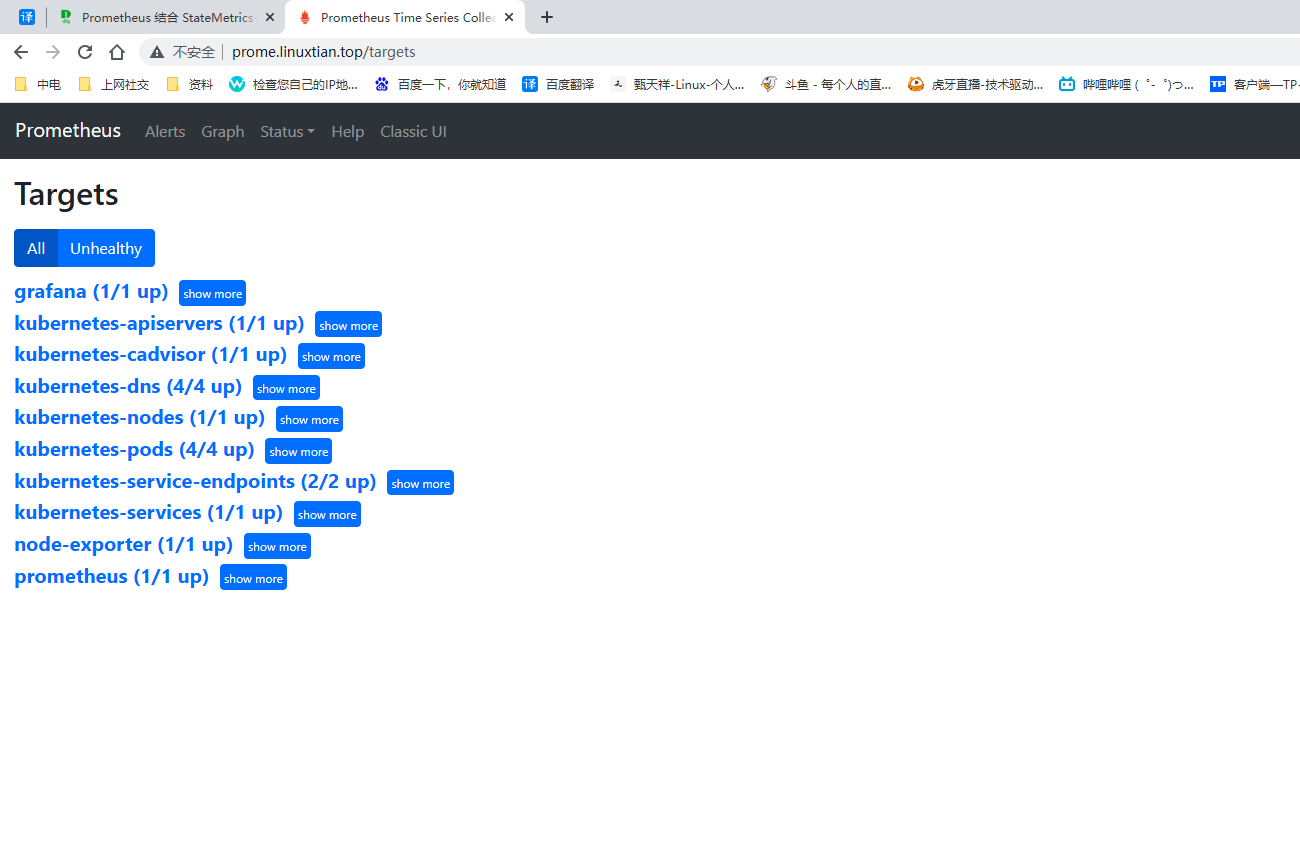 译 Prometheus 结合 StateMetrics Prometheus Time Series Collec
不安全 prome.linuxtian.top/targets
中电 上网社交 资料 检查您自己的IP地... 百度一下，你就知道 译 百度翻译 甄天祥-Linux-个人... 斗鱼 - 每个人的直... 虎牙直播-技术驱动... 哔哩哔哩 ( ゜- ゜)つ... TP 客户端—TP-
Prometheus Alerts Graph Status Help Classic UI
Targets
All Unhealthy
grafana (1/1 up) show more
kubernetes-apiservers (1/1 up) show more
kubernetes-cadvisor (1/1 up) show more
kubernetes-dns (4/4 up) show more
kubernetes-nodes (1/1 up) show more
kubernetes-pods (4/4 up) show more
kubernetes-service-endpoints (2/2 up) show more
kubernetes-services (1/1 up) show more
node-exporter (1/1 up) show more
prometheus (1/1 up) show more